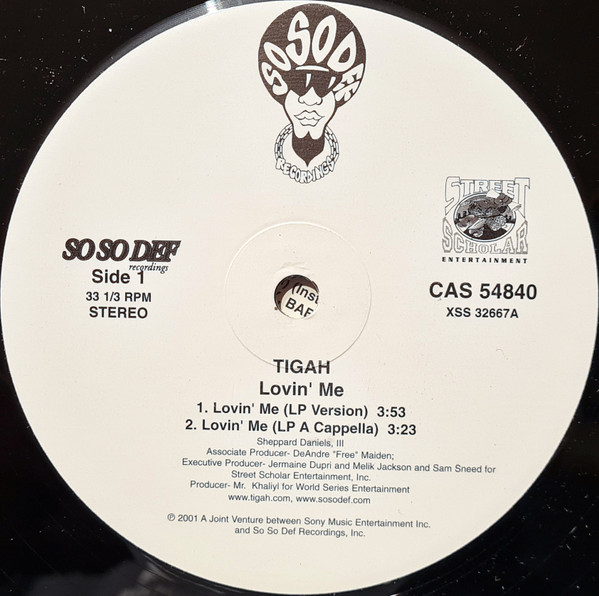 SO SO DEF
RECORDINGS
STREET
SCHOLAR
ENTERTAINMENT
SO SO DEF
recordings
Side 1
33 1/3 RPM
STEREO
CAS 54840
XSS 32667A
(Inst
BAR
TIGAH
Lovin' Me
1. Lovin' Me (LP Version) 3:53
2. Lovin' Me (LP A Cappella) 3:23
Sheppard Daniels, III
Associate Producer- DeAndre "Free" Maiden;
Executive Producer- Jermaine Dupri and Melik Jackson and Sam Sneed for
Street Scholar Entertainment, Inc.
Producer- Mr. Khaliyl for World Series Entertainment
www.tigah.com, www.sosodef.com
℗ 2001 A Joint Venture between Sony Music Entertainment Inc.
and So So Def Recordings, Inc.